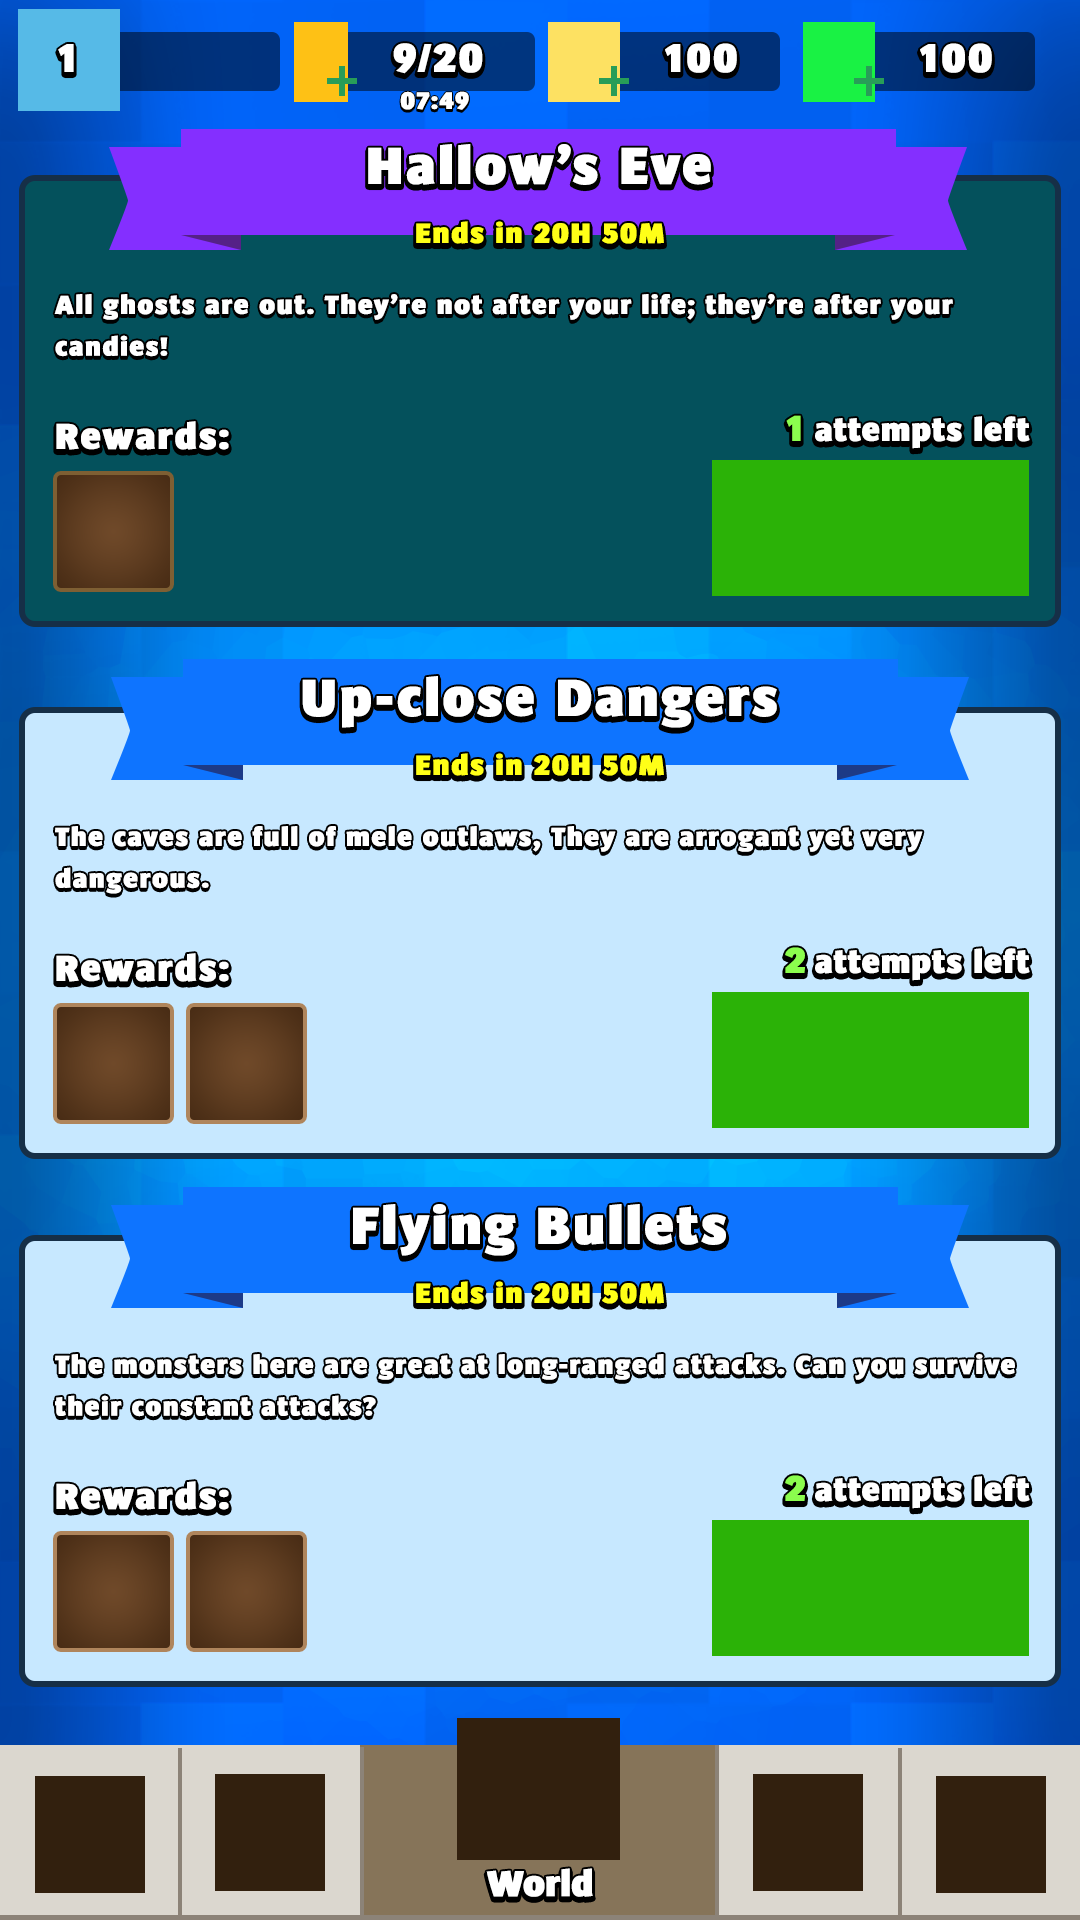 1
9/20
100
100
07:49
Hallow's Eve
Ends in 20H 50M
All ghosts are out. They're not after your life; they're after your
candies!
Rewards:
1 attempts left
Up-close Dangers
Ends in 20H 50M
The caves are full of mele outlaws, They are arrogant yet very
dangerous.
Rewards:
2 attempts left
Flying Bullets
Ends in 20H 50M
The monsters here are great at long-ranged attacks. Can you survive
their constant attacks?
Rewards:
2 attempts left
World